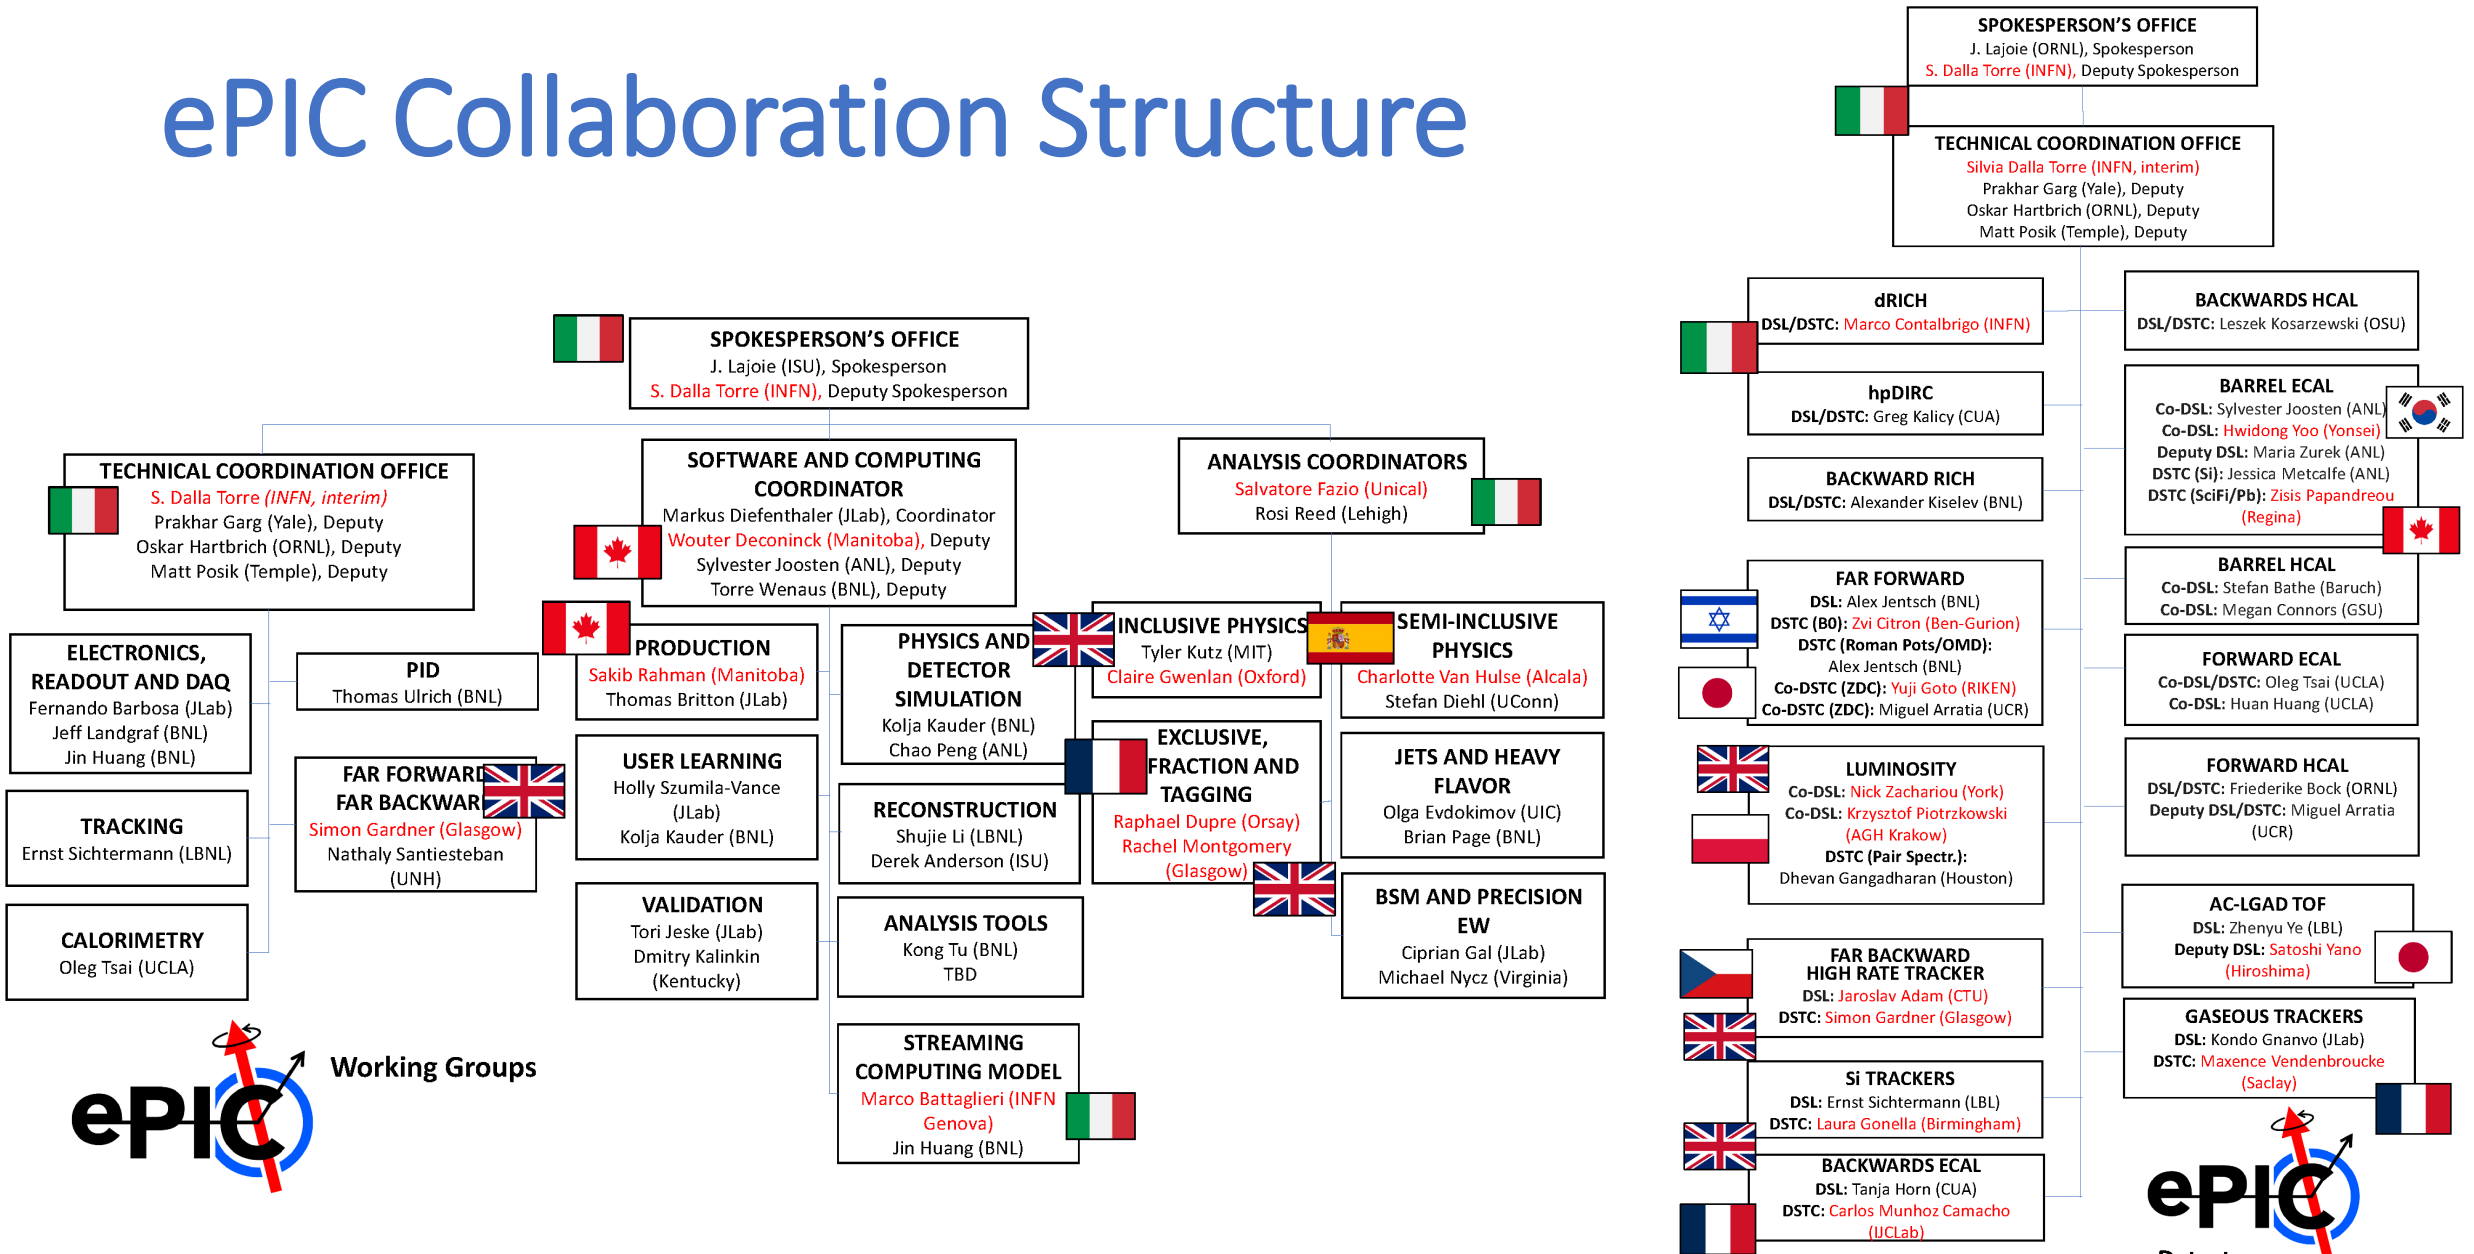 ePIC Collaboration Structure
SPOKESPERSON'S OFFICE
J. Lajoie (ISU), Spokesperson
S. Dalla Torre (INFN), Deputy Spokesperson
TECHNICAL COORDINATION OFFICE
S. Dalla Torre (INFN, interim)
Prakhar Garg (Yale), Deputy
Oskar Hartbrich (ORNL), Deputy
Matt Posik (Temple), Deputy
ELECTRONICS,
READOUT AND DAQ
Fernando Barbosa (JLab)
Jeff Landgraf (BNL)
Jin Huang (BNL)
TRACKING
Ernst Sichtermann (LBNL)
CALORIMETRY
Oleg Tsai (UCLA)
PID
Thomas Ulrich (BNL)
FAR FORWARD
FAR BACKWAR
Simon Gardner (Glasgow)
Nathaly Santiesteban
(UNH)
SOFTWARE AND COMPUTING
COORDINATOR
Markus Diefenthaler (JLab), Coordinator
Wouter Deconinck (Manitoba), Deputy
Sylvester Joosten (ANL), Deputy
Torre Wenaus (BNL), Deputy
PRODUCTION
Sakib Rahman (Manitoba)
Thomas Britton (JLab)
USER LEARNING
Holly Szumila-Vance
(JLab)
Kolja Kauder (BNL)
VALIDATION
Tori Jeske (JLab)
Dmitry Kalinkin
(Kentucky)
PHYSICS AND
DETECTOR
SIMULATION
Kolja Kauder (BNL)
Chao Peng (ANL)
RECONSTRUCTION
Shujie Li (LBNL)
Derek Anderson (ISU)
ANALYSIS TOOLS
Kong Tu (BNL)
TBD
STREAMING
COMPUTING MODEL
Marco Battaglieri (INFN
Genova)
Jin Huang (BNL)
ANALYSIS COORDINATORS
Salvatore Fazio (Unical)
Rosi Reed (Lehigh)
INCLUSIVE PHYSICS
Tyler Kutz (MIT)
Claire Gwenlan (Oxford)
EXCLUSIVE,
FRACTION AND
TAGGING
Raphael Dupre (Orsay)
Rachel Montgomery
(Glasgow)
SEMI-INCLUSIVE
PHYSICS
Charlotte Van Hulse (Alcala)
Stefan Diehl (UConn)
JETS AND HEAVY
FLAVOR
Olga Evdokimov (UIC)
Brian Page (BNL)
BSM AND PRECISION
EW
Ciprian Gal (JLab)
Michael Nycz (Virginia)
ePIC
Working Groups
SPOKESPERSON'S OFFICE
J. Lajoie (ORNL), Spokesperson
S. Dalla Torre (INFN), Deputy Spokesperson
TECHNICAL COORDINATION OFFICE
Silvia Dalla Torre (INFN, interim)
Prakhar Garg (Yale), Deputy
Oskar Hartbrich (ORNL), Deputy
Matt Posik (Temple), Deputy
dRICH
DSL/DSTC: Marco Contalbrigo (INFN)
hpDIRC
DSL/DSTC: Greg Kalicy (CUA)
BACKWARD RICH
DSL/DSTC: Alexander Kiselev (BNL)
FAR FORWARD
DSL: Alex Jentsch (BNL)
DSTC (B0): Zvi Citron (Ben-Gurion)
DSTC (Roman Pots/OMD):
Alex Jentsch (BNL)
Co-DSTC (ZDC): Yuji Goto (RIKEN)
Co-DSTC (ZDC): Miguel Arratia (UCR)
LUMINOSITY
Co-DSL: Nick Zachariou (York)
Co-DSL: Krzysztof Piotrzkowski
(AGH Krakow)
DSTC (Pair Spectr.):
Dhevan Gangadharan (Houston)
FAR BACKWARD
HIGH RATE TRACKER
DSL: Jaroslav Adam (CTU)
DSTC: Simon Gardner (Glasgow)
Si TRACKERS
DSL: Ernst Sichtermann (LBL)
DSTC: Laura Gonella (Birmingham)
BACKWARDS ECAL
DSL: Tanja Horn (CUA)
DSTC: Carlos Munhoz Camacho
(IJCLab)
BACKWARDS HCAL
DSL/DSTC: Leszek Kosarzewski (OSU)
BARREL ECAL
Co-DSL: Sylvester Joosten (ANL)
Co-DSL: Hwidong Yoo (Yonsei)
Deputy DSL: Maria Zurek (ANL)
DSTC (Si): Jessica Metcalfe (ANL)
DSTC (SciFi/Pb): Zisis Papandreou
(Regina)
BARREL HCAL
Co-DSL: Stefan Bathe (Baruch)
Co-DSL: Megan Connors (GSU)
FORWARD ECAL
Co-DSL/DSTC: Oleg Tsai (UCLA)
Co-DSL: Huan Huang (UCLA)
FORWARD HCAL
DSL/DSTC: Friederike Bock (ORNL)
Deputy DSL/DSTC: Miguel Arratia
(UCR)
AC-LGAD TOF
DSL: Zhenyu Ye (LBL)
Deputy DSL: Satoshi Yano
(Hiroshima)
GASEOUS TRACKERS
DSL: Kondo Gnanvo (JLab)
DSTC: Maxence Vendenbroucke
(Saclay)
ePIC